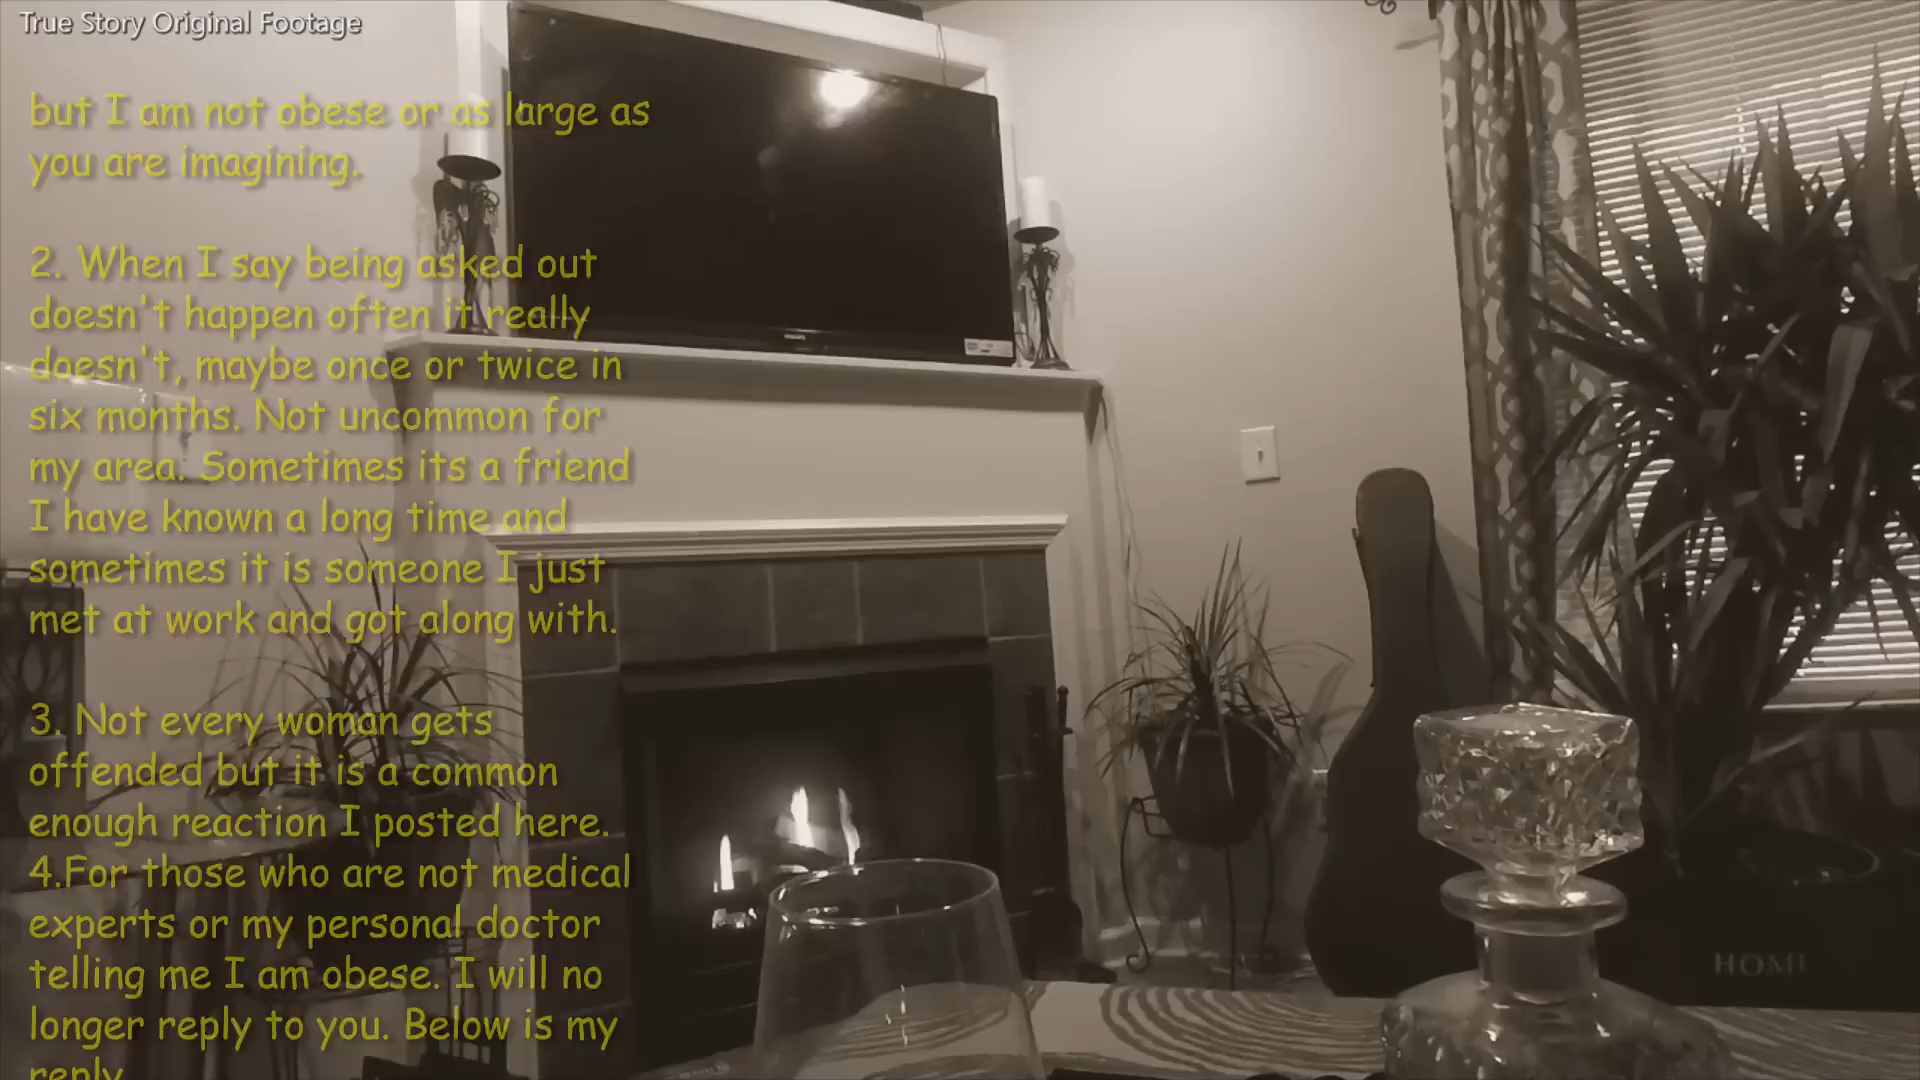 True Story Original Footage
but I am not obese or as large as
you are imagining.
2. When I say being asked out
doesn't happen often it really
doesn't, maybe once or twice in
six months. Not uncommon for
my area. Sometimes its a friend
I have known a long time and
sometimes it is someone I just
met at work and got along with.
3. Not every woman gets
offended but it is a common
enough reaction I posted here.
4.For those who are not medical
experts or my personal doctor
telling me I am obese. I will no
longer reply to you. Below is my
reply
PHILIPS
HOME